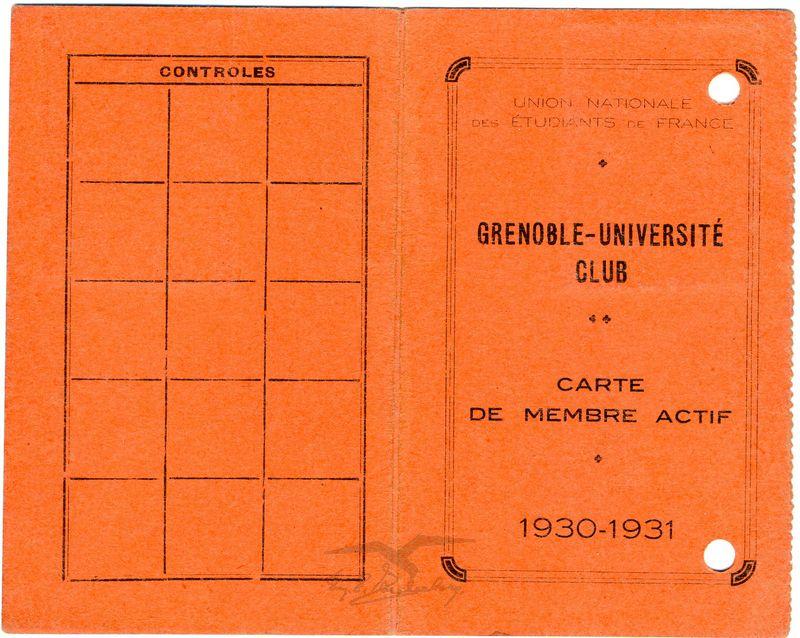 CONTROLES
UNION NATIONALE
DES ÉTUDIANTS DE FRANCE
GRENOBLE-UNIVERSITÉ
CLUB
CARTE
DE MEMBRE ACTIF
1930-1931